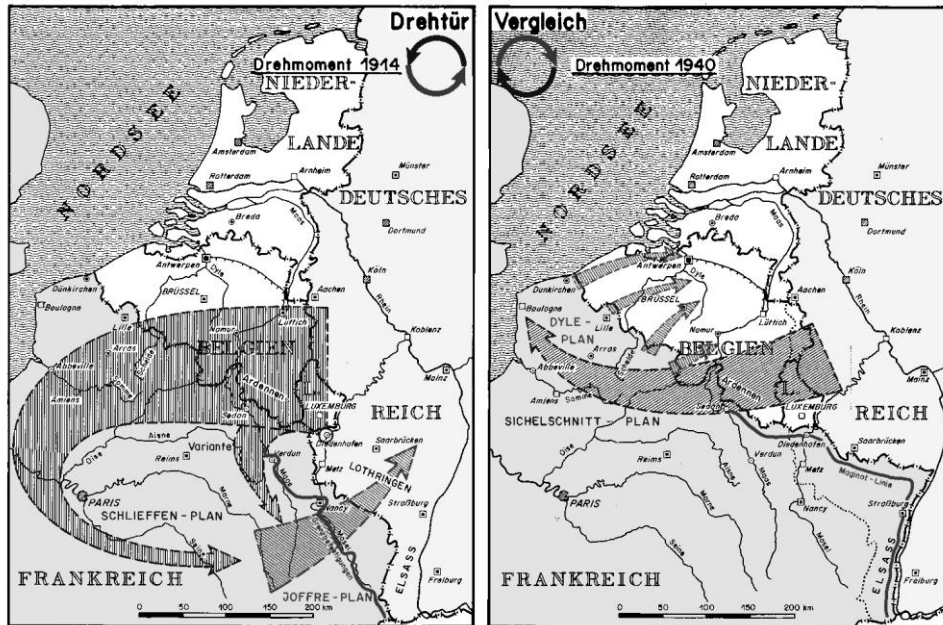 Drehtür
Drehmoment 1914
NIEDER-
LANDE
NORDSEE
Amsterdam
Rotterdam
Arnheim
Münster
DEUTSCHES
Dortmund
Breda
Maas
Antwerpen
Dyle
Köln
Dünkirchen
BRÜSSEL
Aachen
Rhein
Boulogne
Lille
Lüttich
Namur
Koblenz
Arras
Schelde
BELGIEN
Abbeville
Somme
Ardennen
Mainz
Amiens
L.
Sedan
LUXEMBURG
REICH
Aisne
Diedenhofen
Oise
Variante
Saarbrücken
Verdun
Reims
Metz
LOTHRINGEN
Maas
PARIS
Marne
Nancy
Straßburg
SCHLIEFFEN-PLAN
Mosel
Seine
ELSASS
FRANKREICH
JOFFRE-PLAN
Freiburg
0 50 100 150 200 km
Vergleich
Drehmoment 1940
NIEDER-
LANDE
NORDSEE
Amsterdam
Rotterdam
Arnheim
Münster
DEUTSCHES
Dortmund
Breda
Maas
Antwerpen
Dyle
Köln
Dünkirchen
BRÜSSEL
Aachen
Rhein
Boulogne
DYLE-
PLAN
Lille
Lüttich
Namur
Koblenz
Arras
Schelde
BELGIEN
Abbeville
Ardennen
Mainz
Amiens
Somme
L.
Sedan
LUXEMBURG
REICH
SICHELSCHNITT-PLAN
Diedenhofen
Oise
Saarbrücken
Verdun
Reims
Metz
Maginot-Linie
Aisne
Maas
PARIS
Marne
Nancy
Straßburg
Mosel
Seine
ELSASS
FRANKREICH
Freiburg
0 50 100 150 200 km